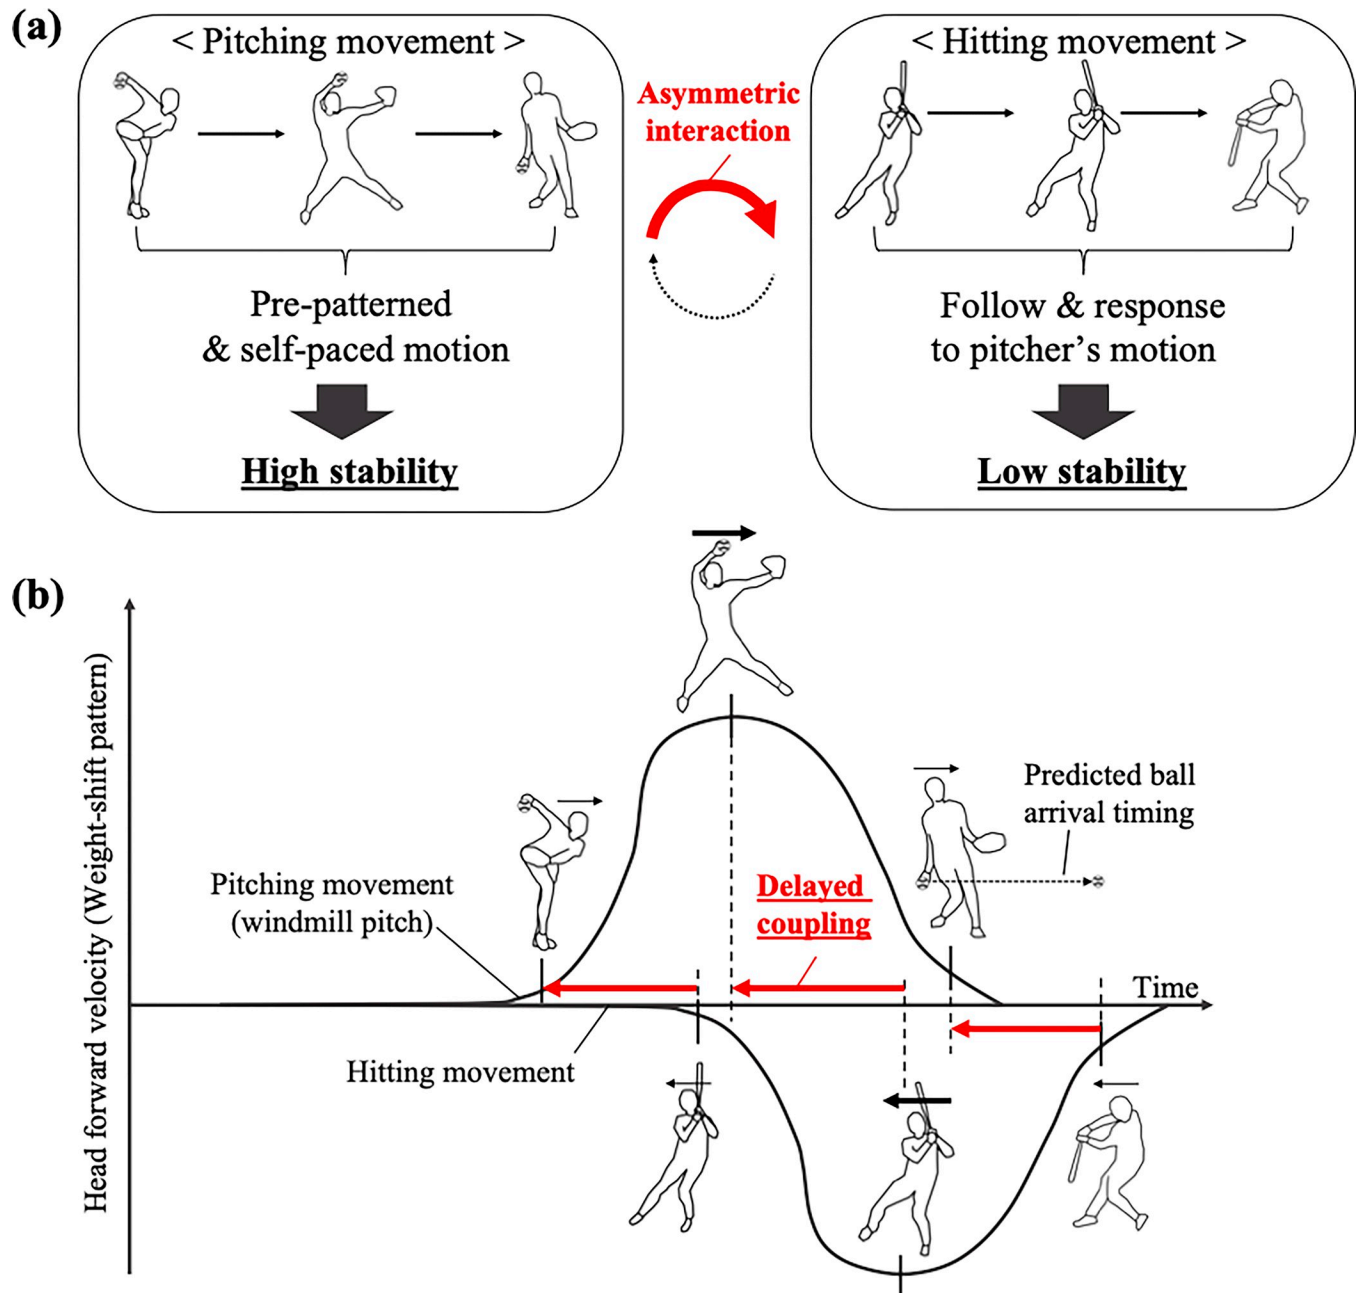 (a)
< Pitching movement >
Pre-patterned
& self-paced motion
High stability
Asymmetric
interaction
< Hitting movement >
Follow & response
to pitcher's motion
Low stability
(b)
Head forward velocity (Weight-shift pattern)
Pitching movement
(windmill pitch)
Delayed
coupling
Predicted ball
arrival timing
Time
Hitting movement